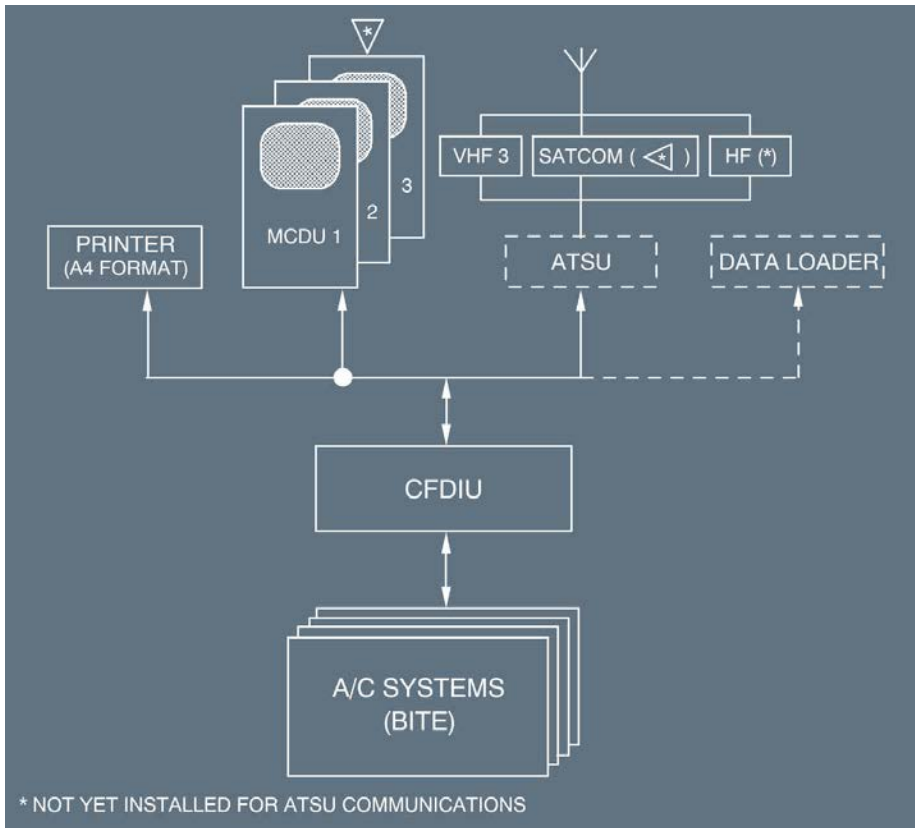 *
VHF 3
SATCOM ( * )
HF (*)
3
2
MCDU 1
PRINTER
(A4 FORMAT)
ATSU
DATA LOADER
CFDIU
A/C SYSTEMS
(BITE)
* NOT YET INSTALLED FOR ATSU COMMUNICATIONS